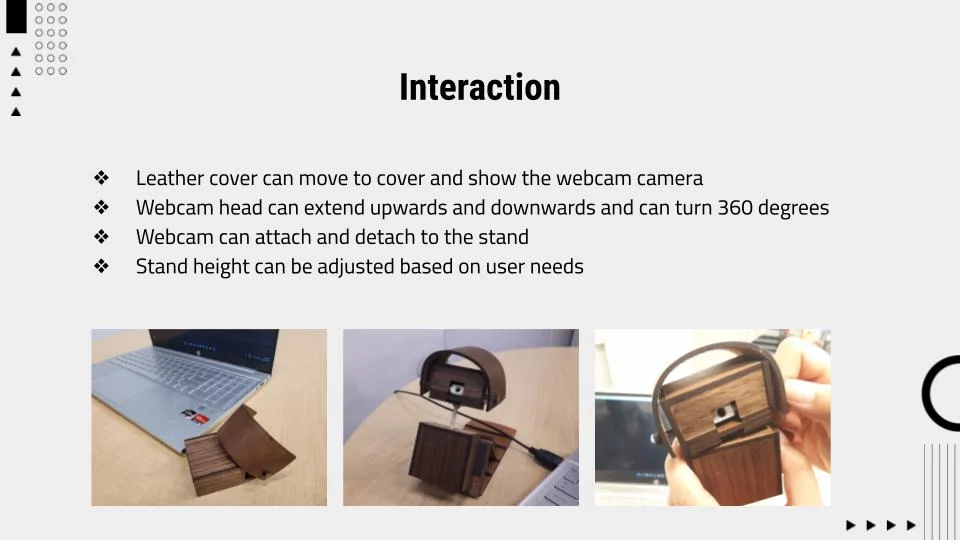 Interaction
❖ Leather cover can move to cover and show the webcam camera
❖ Webcam head can extend upwards and downwards and can turn 360 degrees
❖ Webcam can attach and detach to the stand
❖ Stand height can be adjusted based on user needs